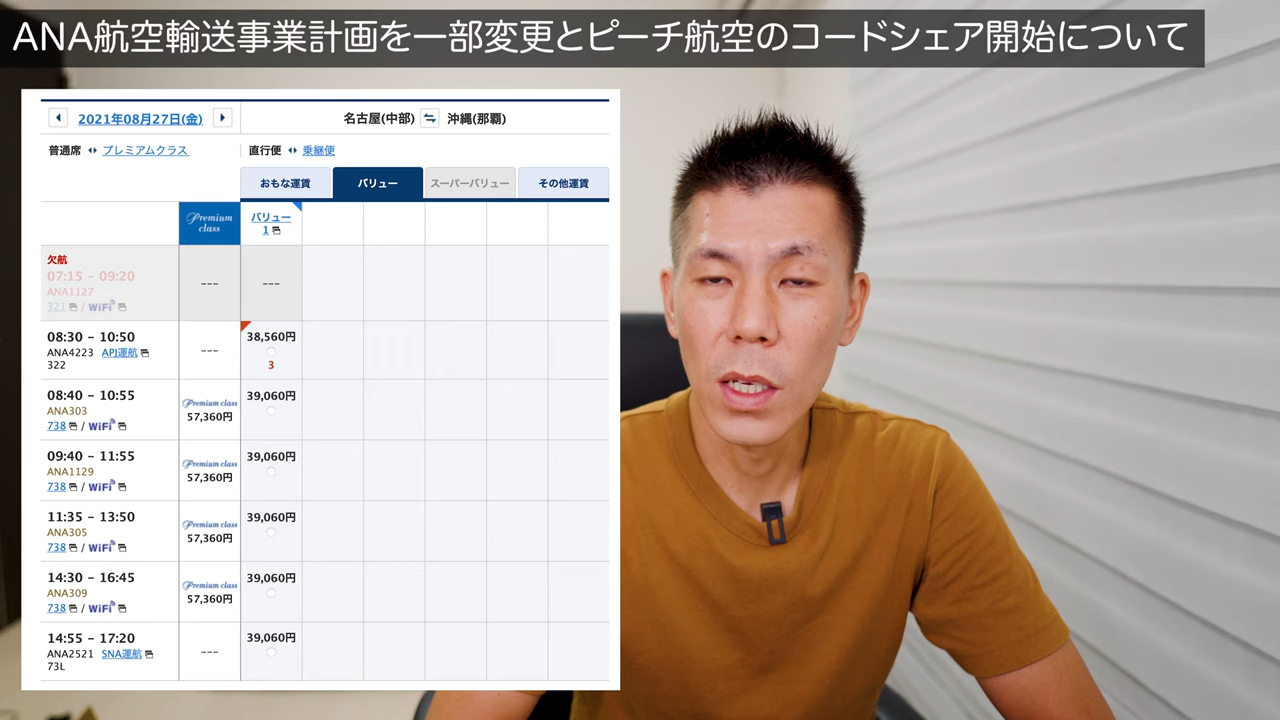 ANA航空輸送事業計画を一部変更とピーチ航空のコードシェア開始について
2021年08月27日(金)
名古屋(中部) 沖縄(那覇)
普通席 プレミアムクラス 直行便 乗継便
おもな運賃 バリュー スーパーバリュー その他運賃
Premium class
バリュー
1
欠航
07:15 – 09:20
ANA1127
321 / WiFi
--- ---
08:30 – 10:50
ANA4223 APJ運航
322
---
38,560円
3
08:40 – 10:55
ANA303
738 / WiFi
Premium class
57,360円
39,060円
09:40 – 11:55
ANA1129
738 / WiFi
Premium class
57,360円
39,060円
11:35 – 13:50
ANA305
738 / WiFi
Premium class
57,360円
39,060円
14:30 – 16:45
ANA309
738 / WiFi
Premium class
57,360円
39,060円
14:55 – 17:20
ANA2521 SNA運航
73L
---
39,060円